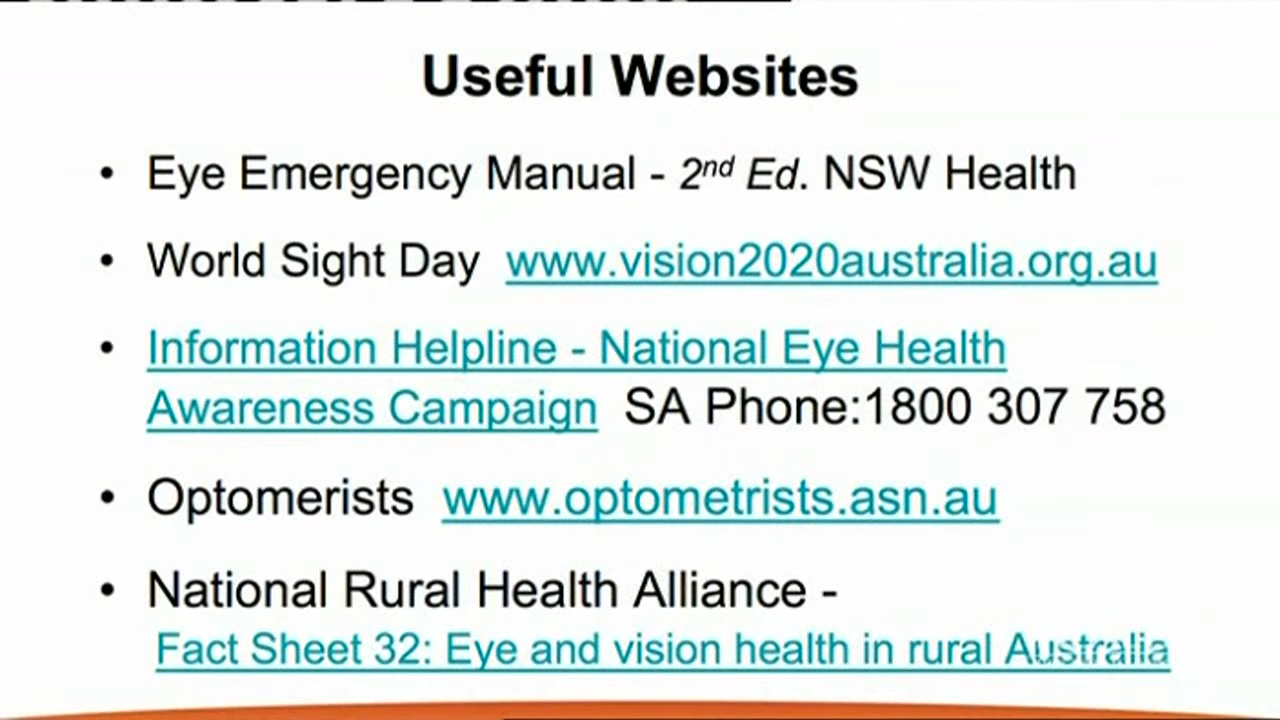 Useful Websites
• Eye Emergency Manual - 2nd Ed. NSW Health
• World Sight Day www.vision2020australia.org.au
• Information Helpline - National Eye Health
Awareness Campaign SA Phone:1800 307 758
• Optomerists www.optometrists.asn.au
• National Rural Health Alliance -
Fact Sheet 32: Eye and vision health in rural Australia